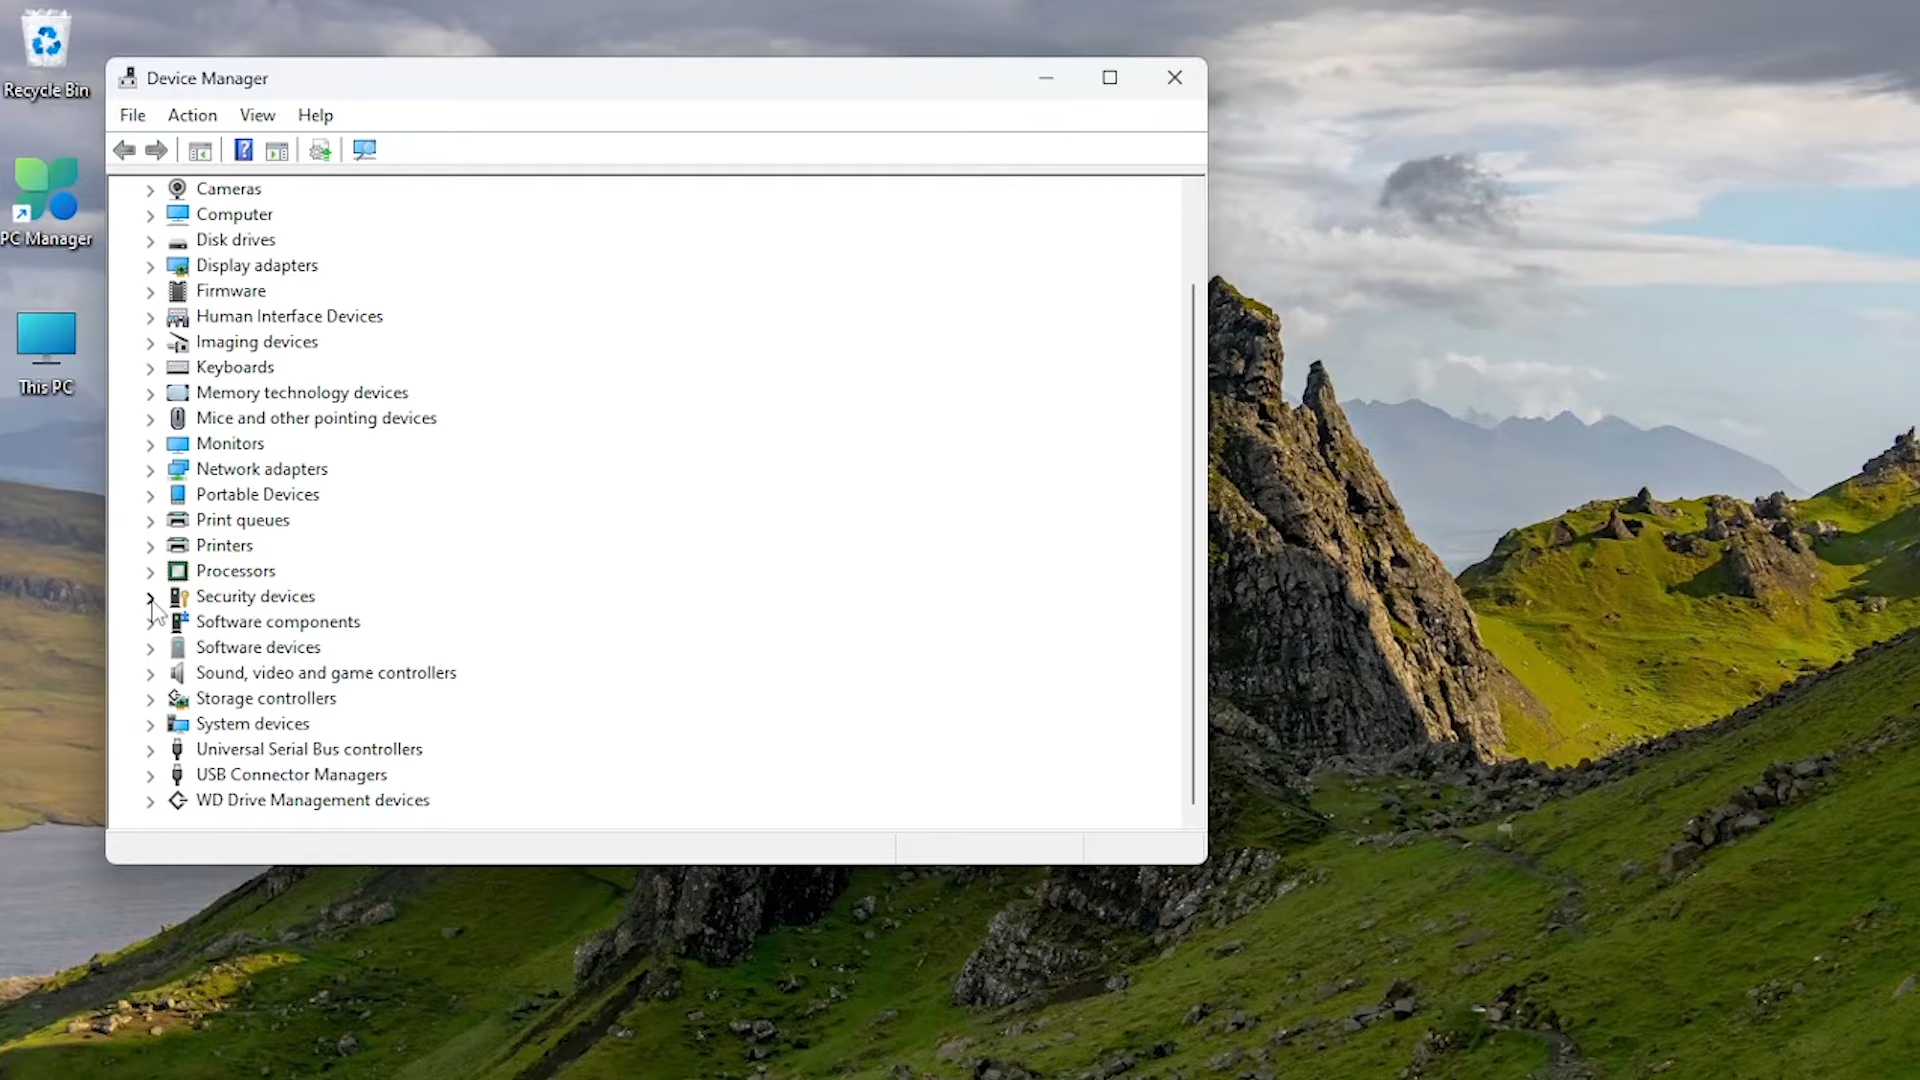 Recycle Bin
PC Manager
This PC
Device Manager
File Action View Help
?
Cameras
Computer
Disk drives
Display adapters
Firmware
Human Interface Devices
Imaging devices
Keyboards
Memory technology devices
Mice and other pointing devices
Monitors
Network adapters
Portable Devices
Print queues
Printers
Processors
Security devices
Software components
Software devices
Sound, video and game controllers
Storage controllers
System devices
Universal Serial Bus controllers
USB Connector Managers
WD Drive Management devices